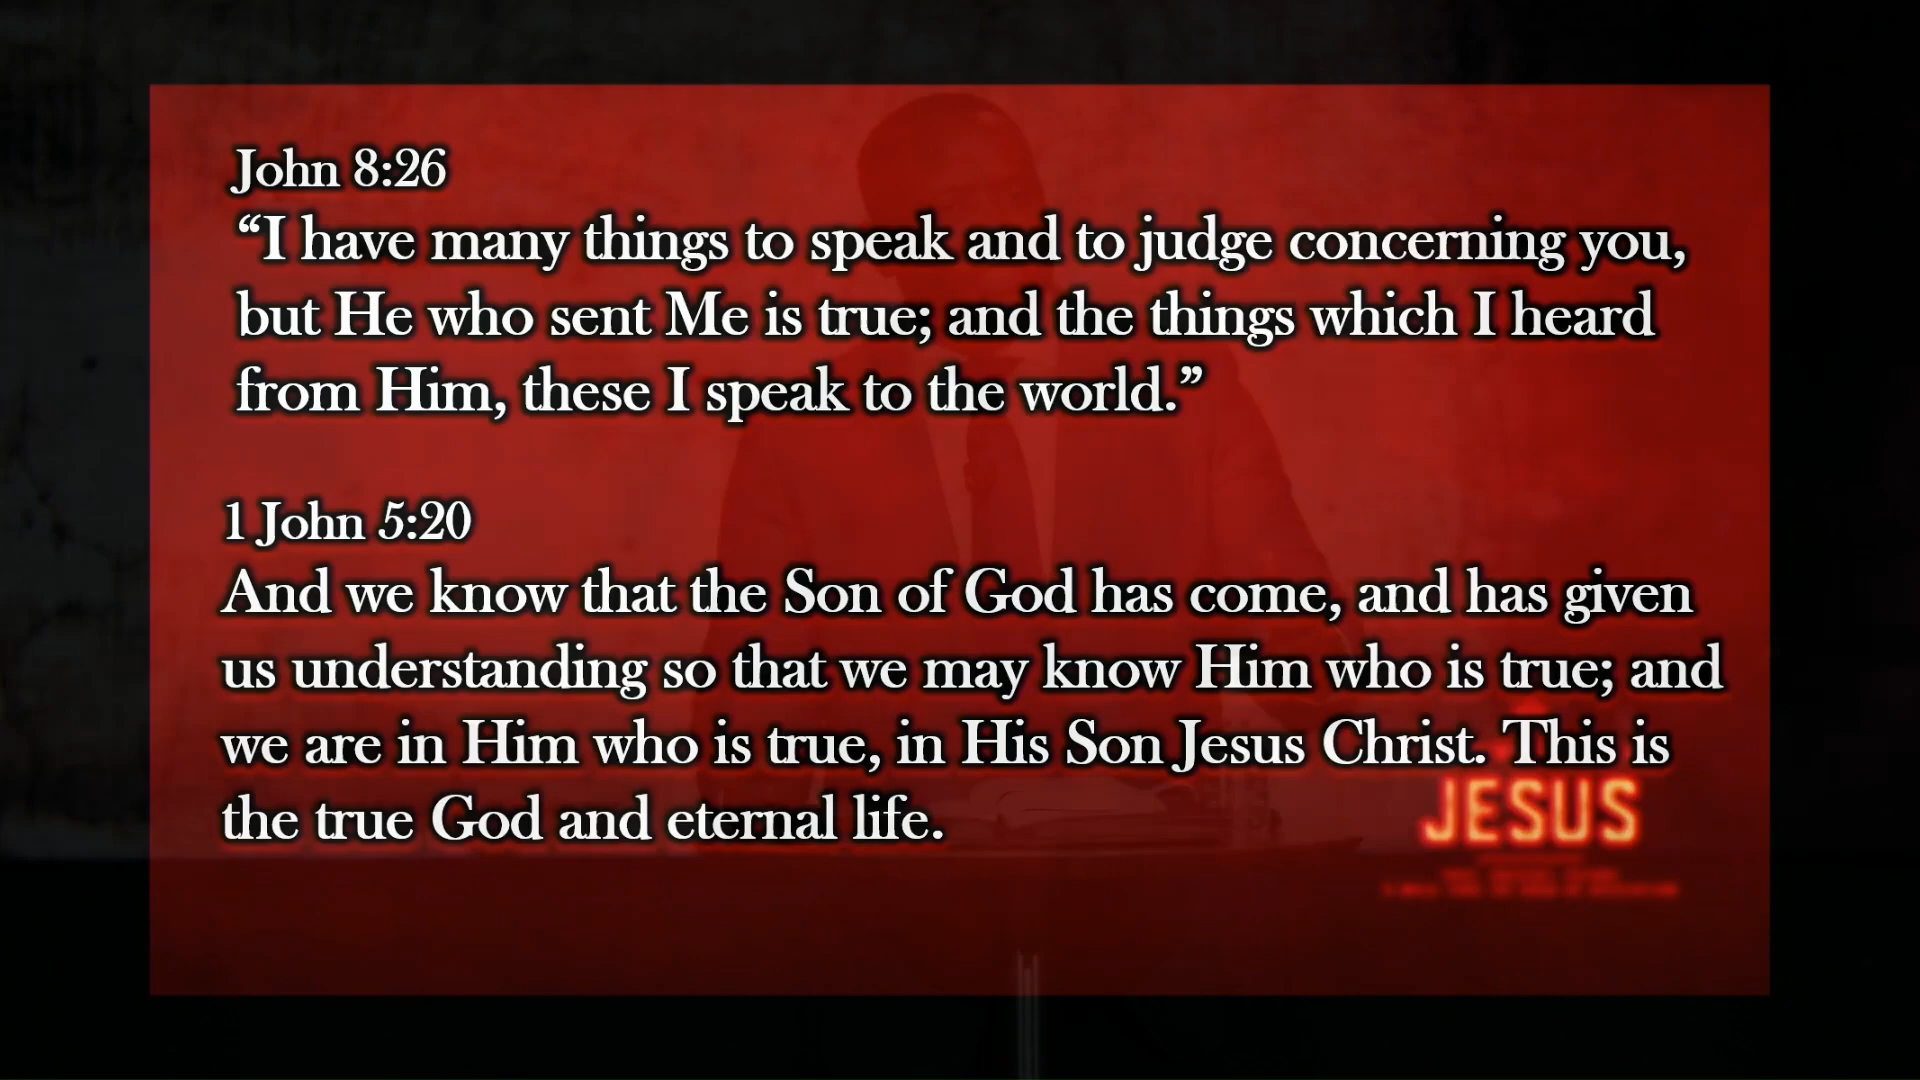 John 8:26
“I have many things to speak and to judge concerning you,
but He who sent Me is true; and the things which I heard
from Him, these I speak to the world.”
1 John 5:20
And we know that the Son of God has come, and has given
us understanding so that we may know Him who is true; and
we are in Him who is true, in His Son Jesus Christ. This is
the true God and eternal life.
JESUS